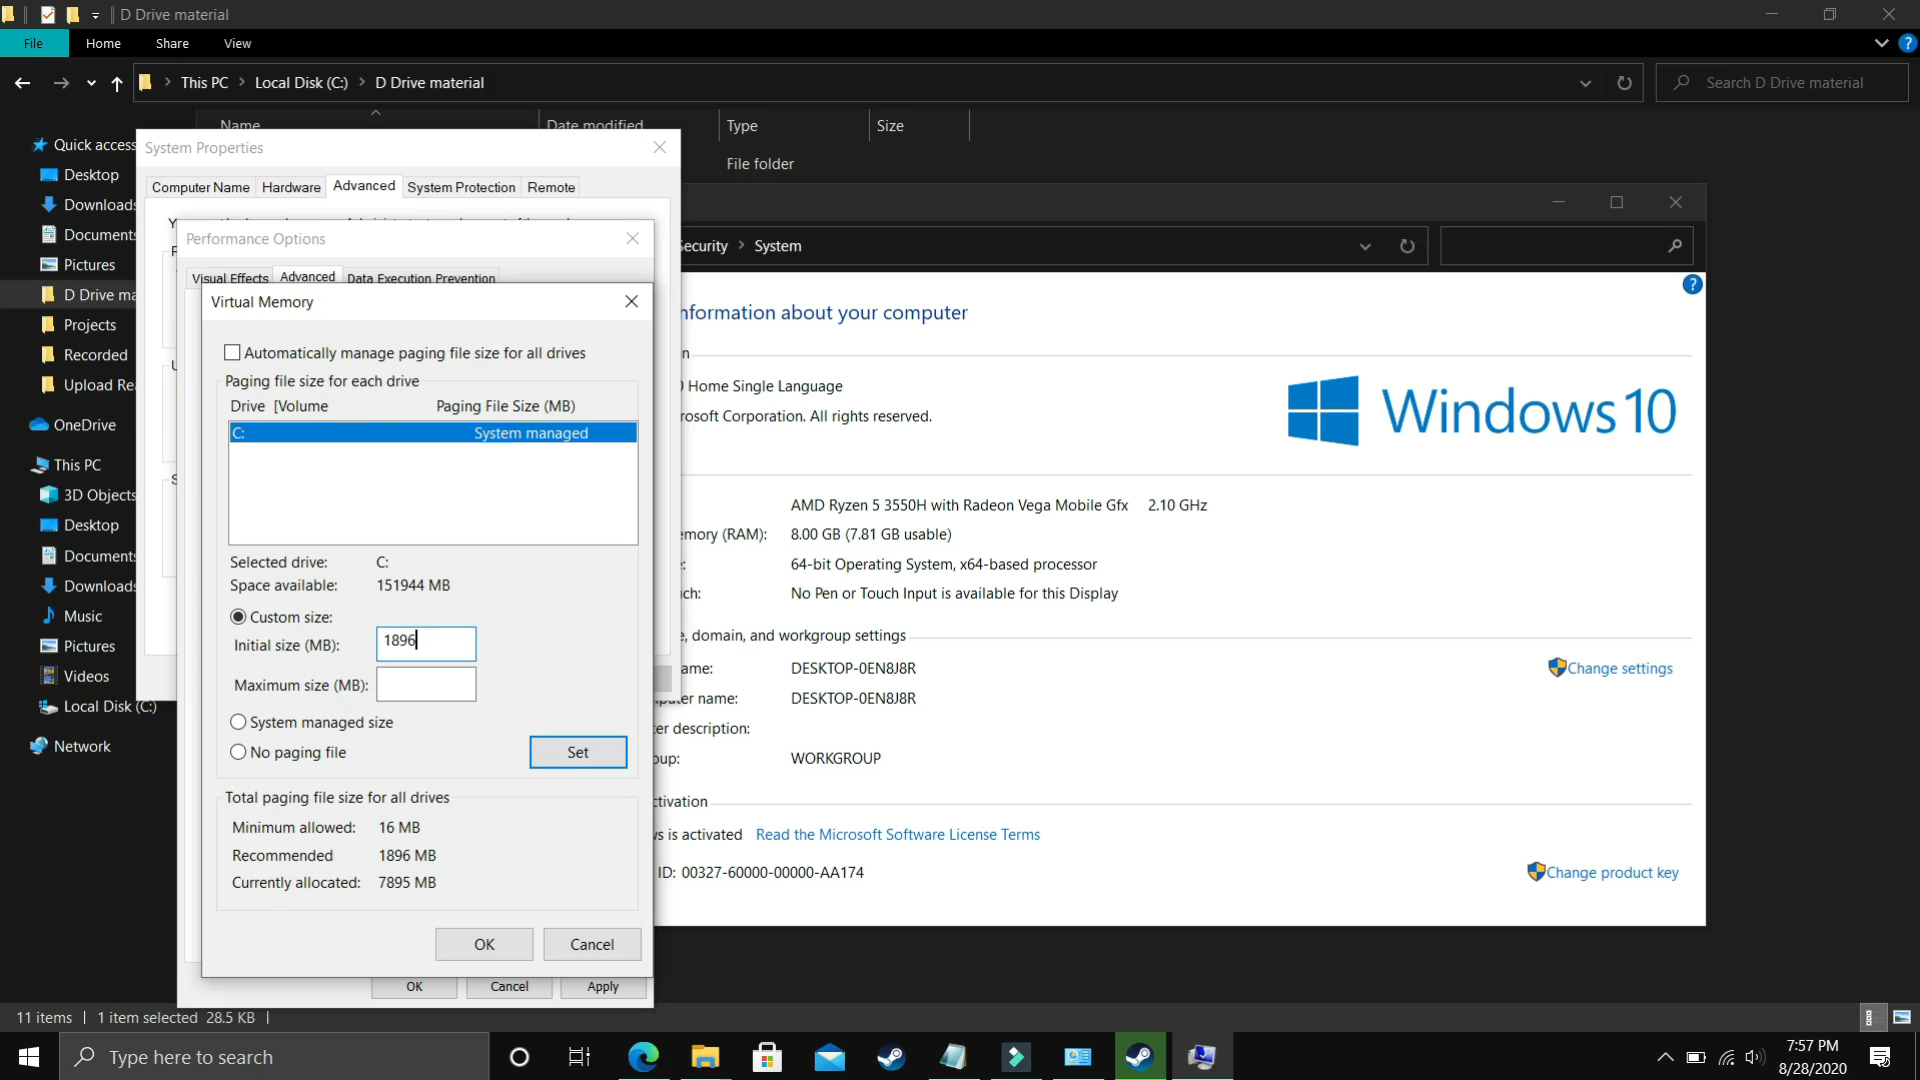 D Drive material
File
Home
Share
View
This PC
Local Disk (C:)
D Drive material
Search D Drive material
Name
Date modified
Type
Size
File folder
Quick access
Desktop
Downloads
Documents
Pictures
D Drive ma
Projects
Recorded
Upload Rea
OneDrive
This PC
3D Objects
Desktop
Documents
Downloads
Music
Pictures
Videos
Local Disk (C:)
Network
System Properties
Computer Name
Hardware
Advanced
System Protection
Remote
Performance Options
Visual Effects
Advanced
Data Execution Prevention
Virtual Memory
Automatically manage paging file size for all drives
Paging file size for each drive
Drive [Volume
Paging File Size (MB)
C:
System managed
Selected drive: C:
Space available: 151944 MB
Custom size:
Initial size (MB): 1896
Maximum size (MB):
System managed size
No paging file
Set
Total paging file size for all drives
Minimum allowed: 16 MB
Recommended 1896 MB
Currently allocated: 7895 MB
OK
Cancel
OK
Cancel
Apply
Security
System
nformation about your computer
n
0 Home Single Language
rosoft Corporation. All rights reserved.
Windows 10
AMD Ryzen 5 3550H with Radeon Vega Mobile Gfx 2.10 GHz
emory (RAM): 8.00 GB (7.81 GB usable)
e: 64-bit Operating System, x64-based processor
uch: No Pen or Touch Input is available for this Display
e, domain, and workgroup settings
ame: DESKTOP-0EN8J8R
Change settings
puter name: DESKTOP-0EN8J8R
ter description:
oup: WORKGROUP
ctivation
ws is activated Read the Microsoft Software License Terms
ID: 00327-60000-00000-AA174
Change product key
11 items
1 item selected 28.5 KB
Type here to search
7:57 PM
8/28/2020